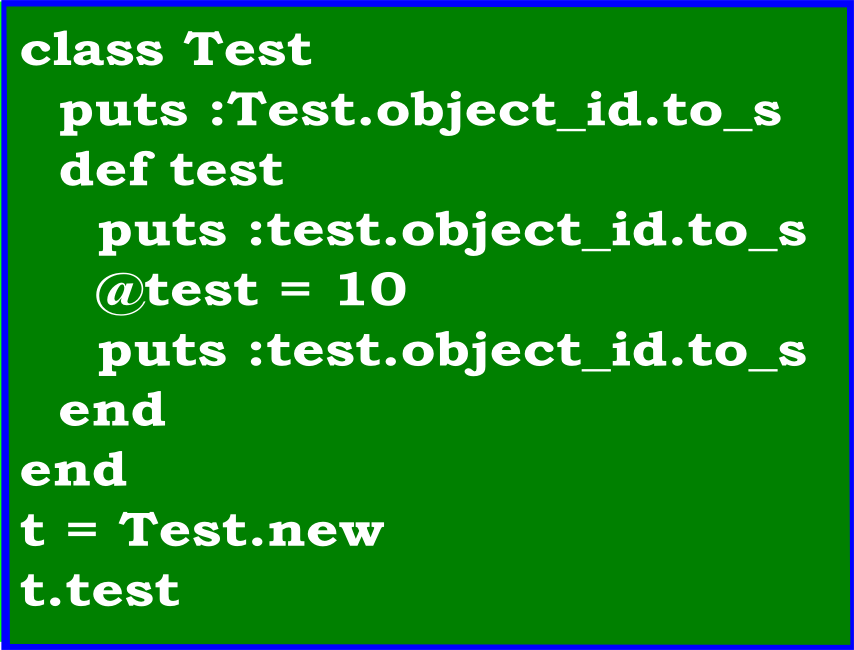 class Test
  puts :Test.object_id.to_s
  def test
    puts :test.object_id.to_s
    @test = 10
    puts :test.object_id.to_s
  end
end
t = Test.new
t.test